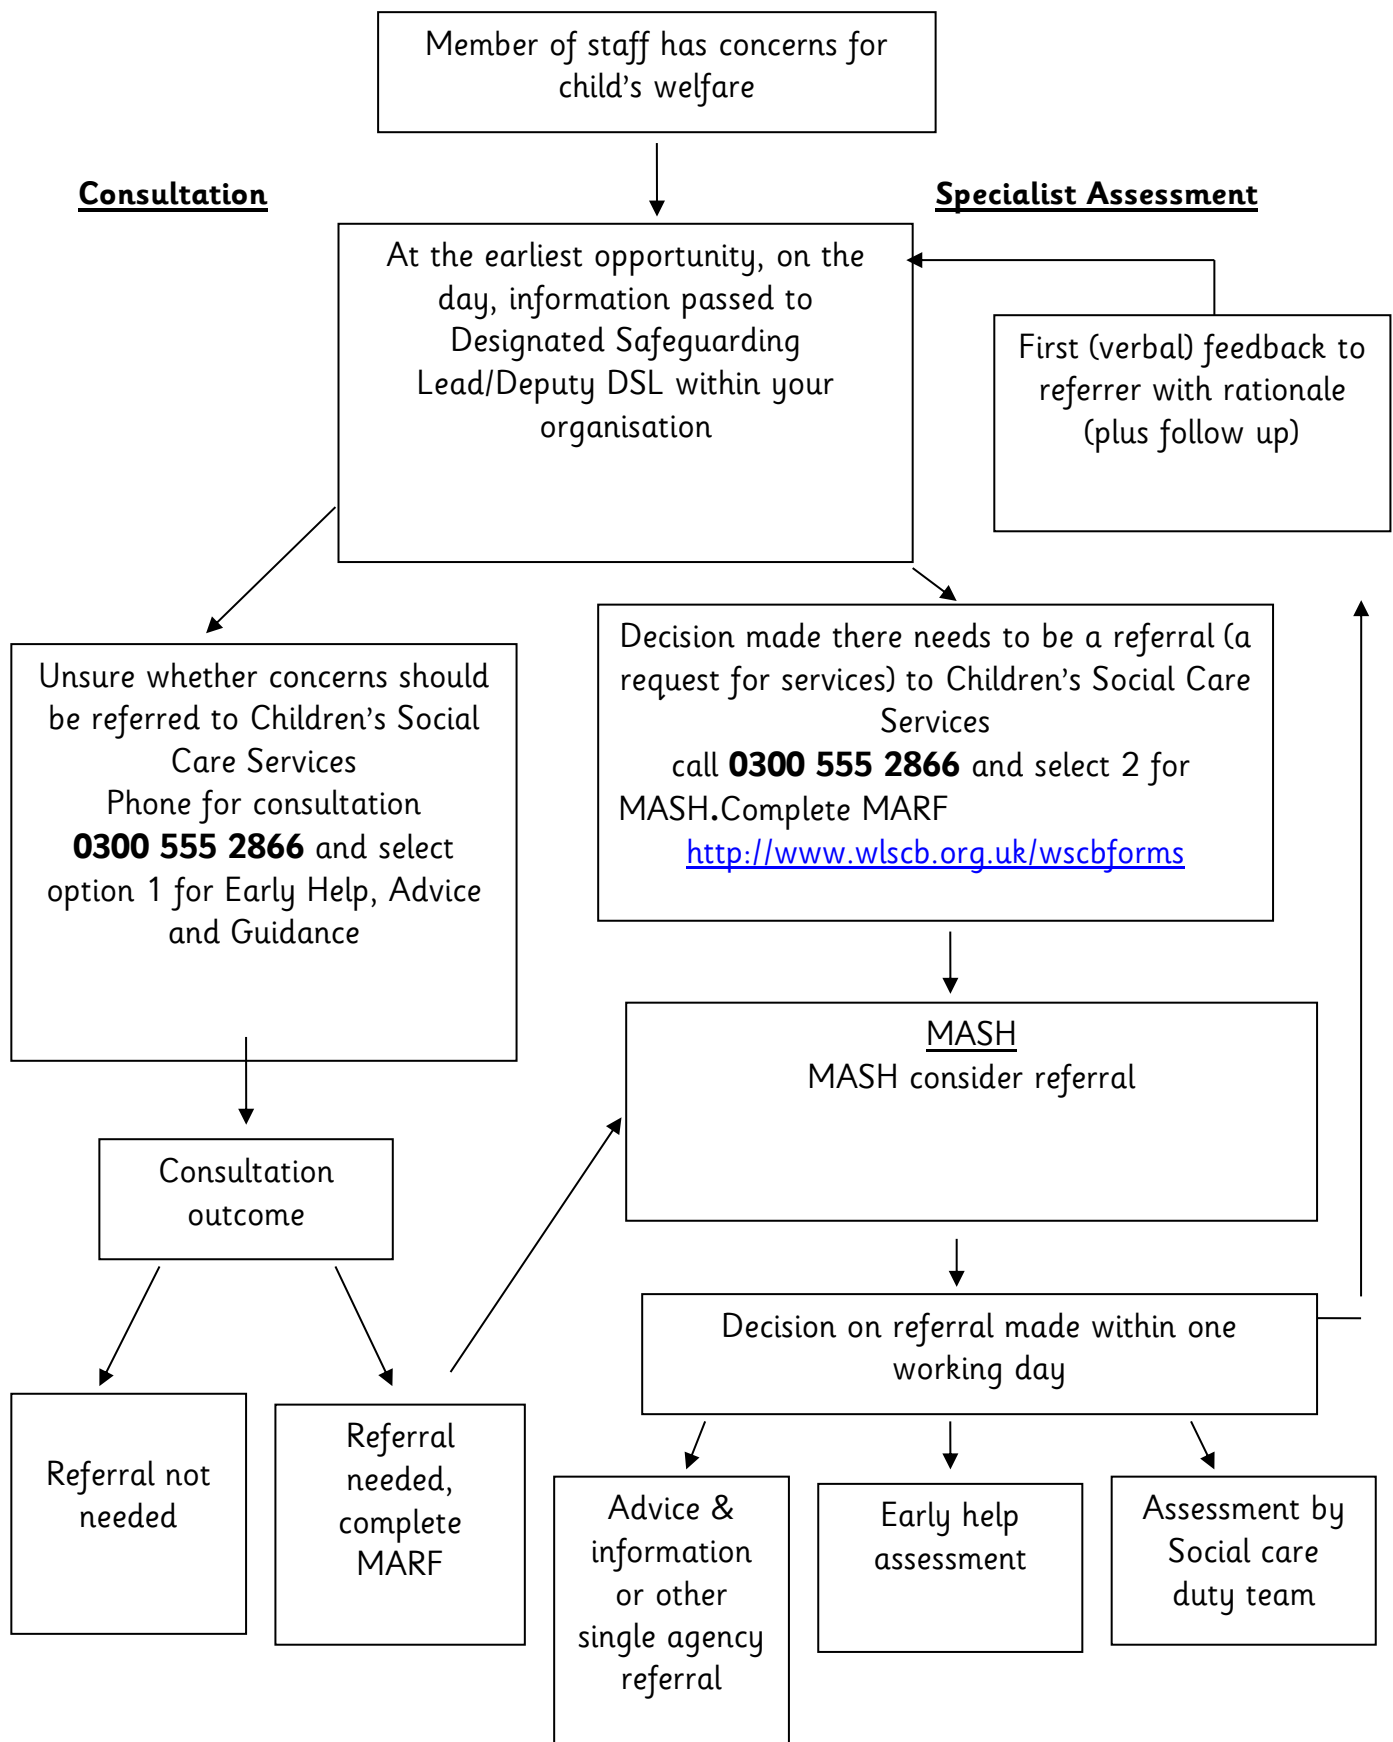 Member of staff has concerns for
child's welfare
Consultation
Specialist Assessment
At the earliest opportunity, on the
day, information passed to
Designated Safeguarding
Lead/Deputy DSL within your
organisation
First (verbal) feedback to
referrer with rationale
(plus follow up)
Unsure whether concerns should
be referred to Children's Social
Care Services
Phone for consultation
0300 555 2866 and select
option 1 for Early Help, Advice
and Guidance
Decision made there needs to be a referral (a
request for services) to Children's Social Care
Services
call 0300 555 2866 and select 2 for
MASH.Complete MARF
http://www.wlscb.org.uk/wscbforms
MASH
MASH consider referral
Consultation
outcome
Decision on referral made within one
working day
Referral not
needed
Referral
needed,
complete
MARF
Advice &
information
or other
single agency
referral
Early help
assessment
Assessment by
Social care
duty team